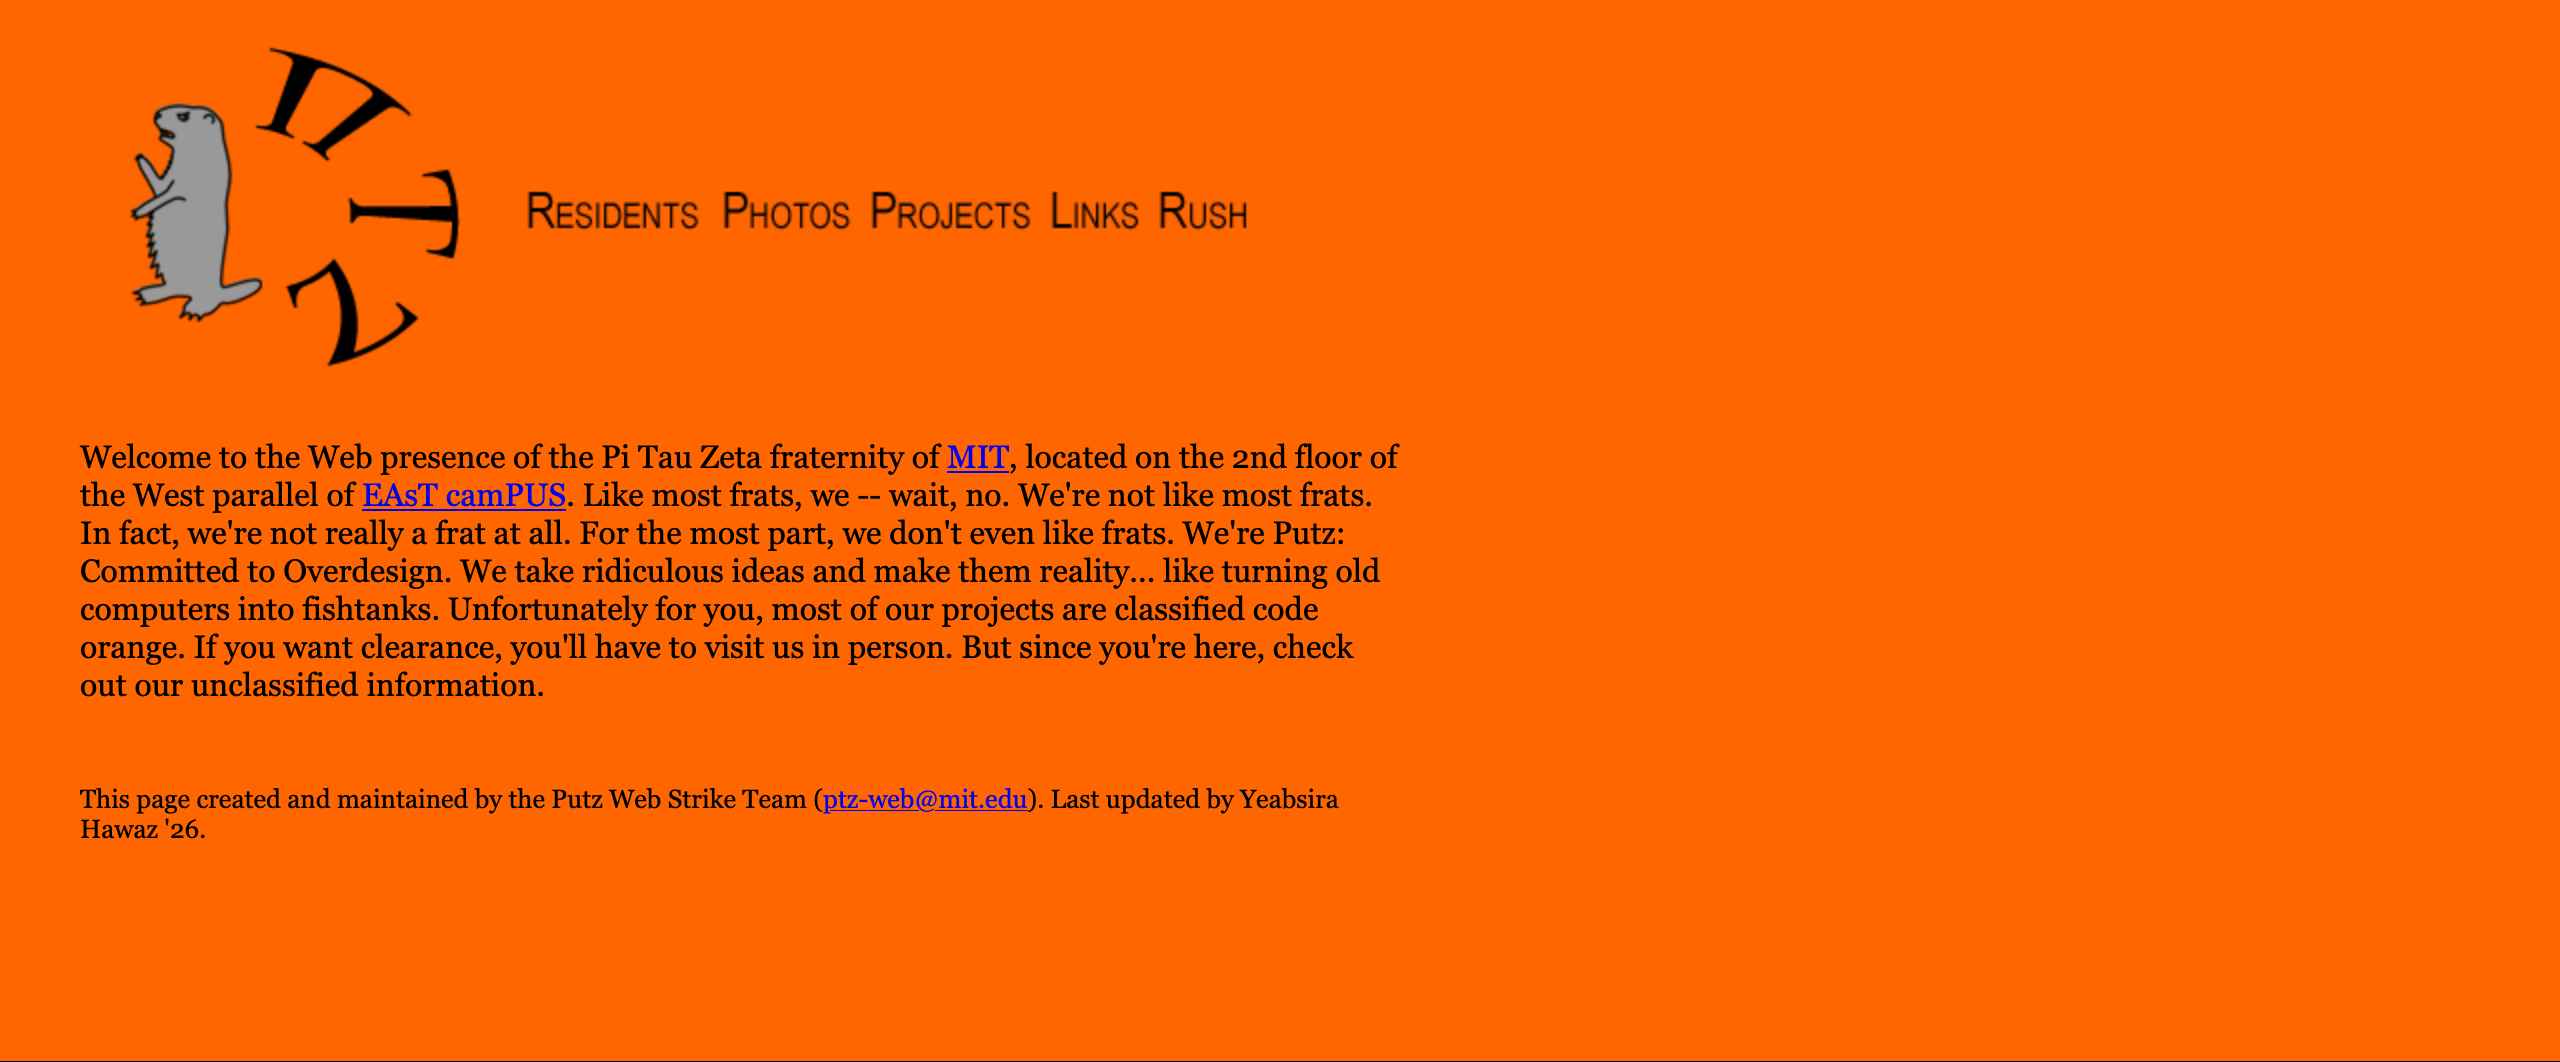 Π
Τ
Ζ
RESIDENTS PHOTOS PROJECTS LINKS RUSH
Welcome to the Web presence of the Pi Tau Zeta fraternity of MIT, located on the 2nd floor of
the West parallel of EAsT camPUS. Like most frats, we -- wait, no. We're not like most frats.
In fact, we're not really a frat at all. For the most part, we don't even like frats. We're Putz:
Committed to Overdesign. We take ridiculous ideas and make them reality... like turning old
computers into fishtanks. Unfortunately for you, most of our projects are classified code
orange. If you want clearance, you'll have to visit us in person. But since you're here, check
out our unclassified information.
This page created and maintained by the Putz Web Strike Team (ptz-web@mit.edu). Last updated by Yeabsira
Hawaz '26.